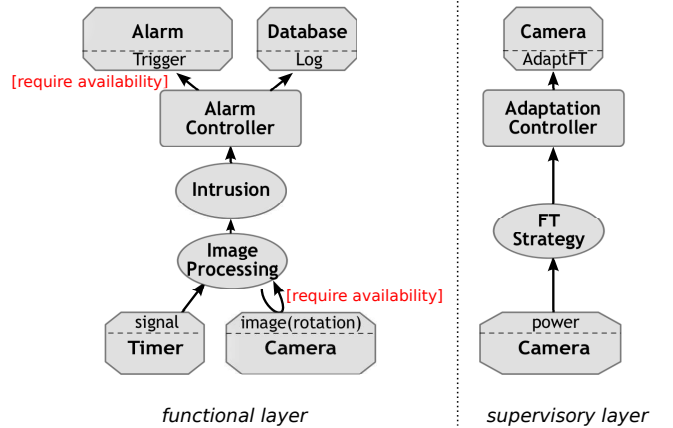 Alarm
Trigger
Database
Log
[require availability]
Alarm
Controller
Intrusion
Image
Processing
[require availability]
signal
Timer
image(rotation)
Camera
functional layer
Camera
AdaptFT
Adaptation
Controller
FT
Strategy
power
Camera
supervisory layer